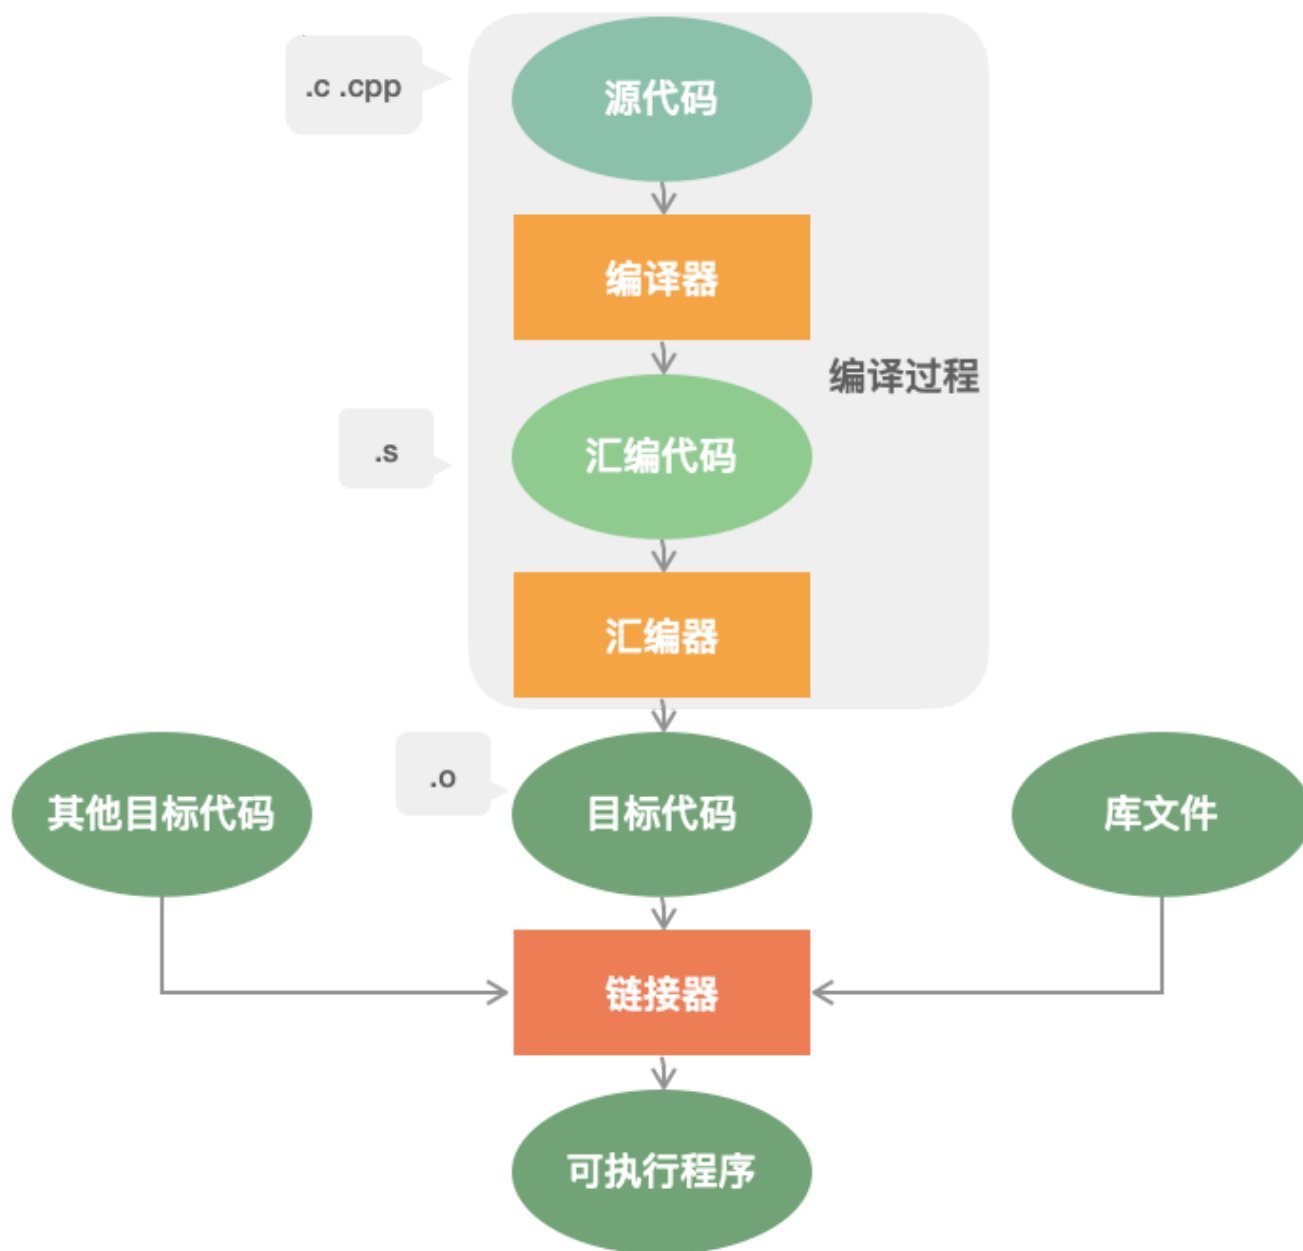 .c .cpp
源代码
编译器
编译过程
.s
汇编代码
汇编器
其他目标代码
.o
目标代码
库文件
链接器
可执行程序